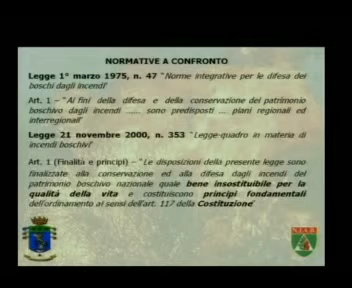 NORMATIVE A CONFRONTO
Legge 1° marzo 1975, n. 47 "Norme integrative per le difesa dei
boschi dagli incendi"
Art. 1 – "Ai fini della difesa e della conservazione del patrimonio
boschivo dagli incendi ...... sono predisposti ... piani regionali ed
interregionali"
Legge 21 novembre 2000, n. 353 "Legge-quadro in materia di
incendi boschivi"
Art. 1 (Finalità e principi) – "Le disposizioni della presente legge sono
finalizzate alla conservazione ed alla difesa dagli incendi del
patrimonio boschivo nazionale quale bene insostituibile per la
qualità della vita e costituiscono principi fondamentali
dell'ordinamento ai sensi dell'art. 117 della Costituzione"